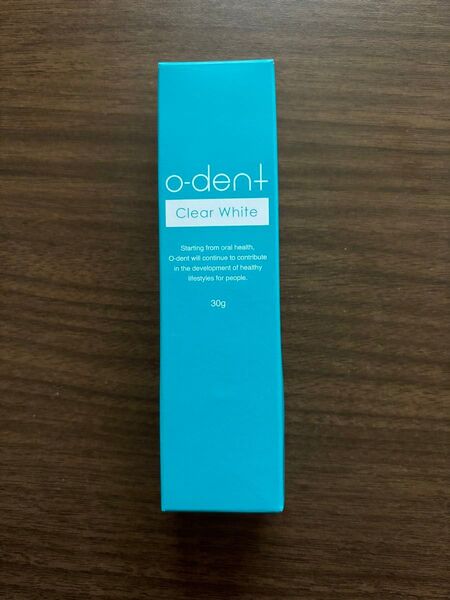 o-dent
Clear White
Starting from oral health,
O-dent will continue to contribute
in the development of healthy
lifestyles for people.
30g